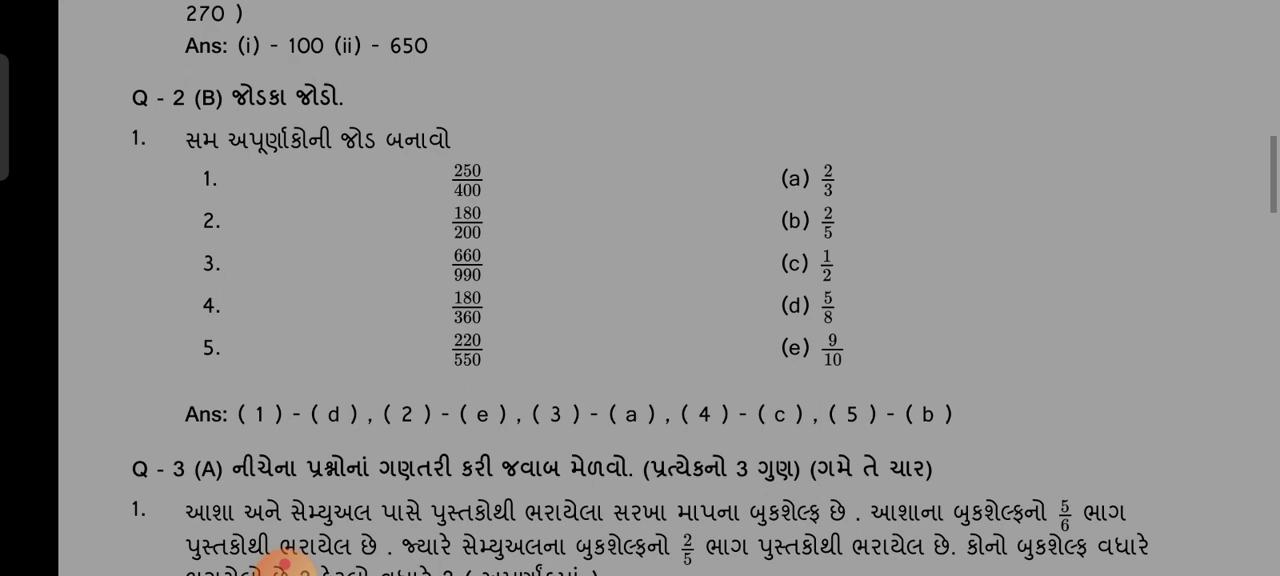 270 )
Ans: (i) - 100 (ii) - 650
Q - 2 (B) જોડકા જોડો.
1. સમ અપૂર્ણાકોની જોડ બનાવો
1. 250/400 (a) 2/3
2. 180/200 (b) 2/5
3. 660/990 (c) 1/2
4. 180/360 (d) 5/8
5. 220/550 (e) 9/10
Ans: ( 1 ) - ( d ) , ( 2 ) - ( e ) , ( 3 ) - ( a ) , ( 4 ) - ( c ) , ( 5 ) - ( b )
Q - 3 (A) નીચેના પ્રશ્નોનાં ગણતરી કરી જવાબ મેળવો. (પ્રત્યેકનો 3 ગુણ) (ગમે તે ચાર)
1. આશા અને સેમ્યુઅલ પાસે પુસ્તકોથી ભરાયેલા સરખા માપના બુકશેલ્ફ છે . આશાના બુકશેલ્ફનો 5/6 ભાગ
પુસ્તકોથી ભરાયેલ છે . જ્યારે સેમ્યુઅલના બુકશેલ્ફનો 2/5 ભાગ પુસ્તકોથી ભરાયેલ છે. કોનો બુકશેલ્ફ વધારે